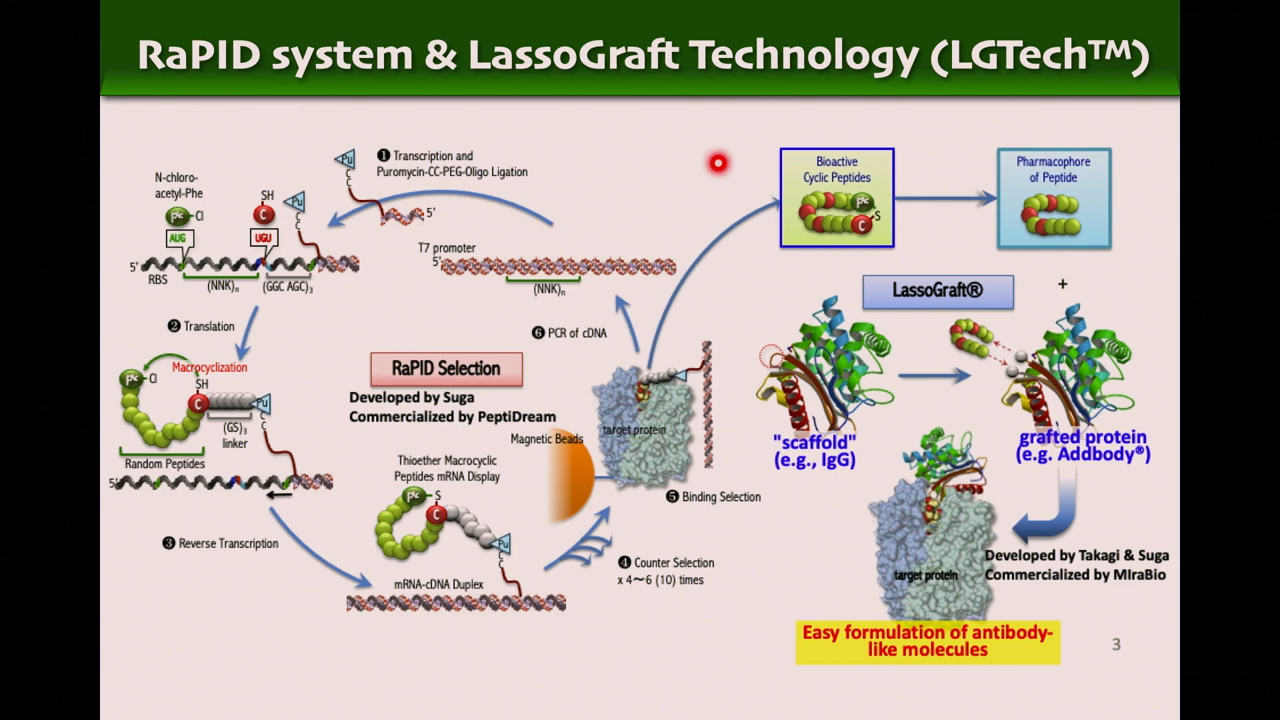 RaPID system & LassoGraft Technology (LGTech™)
Pu
C
C
❶ Transcription and
Puromycin-CC-PEG-Oligo Ligation
5'
N-chloro-
acetyl-Phe
Cl
AUG
SH
C
UGU
Pu
C
C
5'
RBS
(NNK)n
(GGC AGC)3
T7 promoter
5'
(NNK)n
❷ Translation
Macrocyclization
Cl
SH
C
Pu
C
C
(GS)3
linker
Random Peptides
5'
❸ Reverse Transcription
RaPID Selection
Developed by Suga
Commercialized by PeptiDream
Magnetic Beads
Thioether Macrocyclic
Peptides mRNA Display
S
C
Pu
C
C
mRNA-cDNA Duplex
❹ Counter Selection
x 4〜6 (10) times
❺ Binding Selection
target protein
❻ PCR of cDNA
Bioactive
Cyclic Peptides
S
C
Pharmacophore
of Peptide
LassoGraft®
+
"scaffold"
(e.g., IgG)
grafted protein
(e.g. Addbody®)
target protein
Developed by Takagi & Suga
Commercialized by MIraBio
Easy formulation of antibody-
like molecules
3